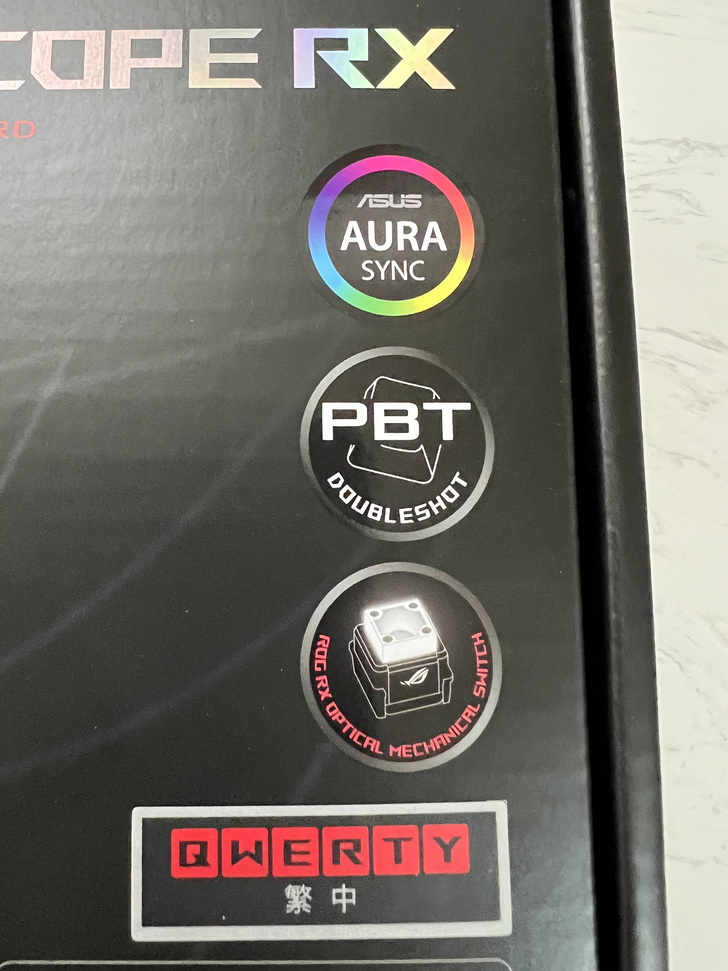 COPE RX
RD
ASUS
AURA
SYNC
PBT
DOUBLESHOT
ROG RX OPTICAL MECHANICAL SWITCH
QWERTY
繁中